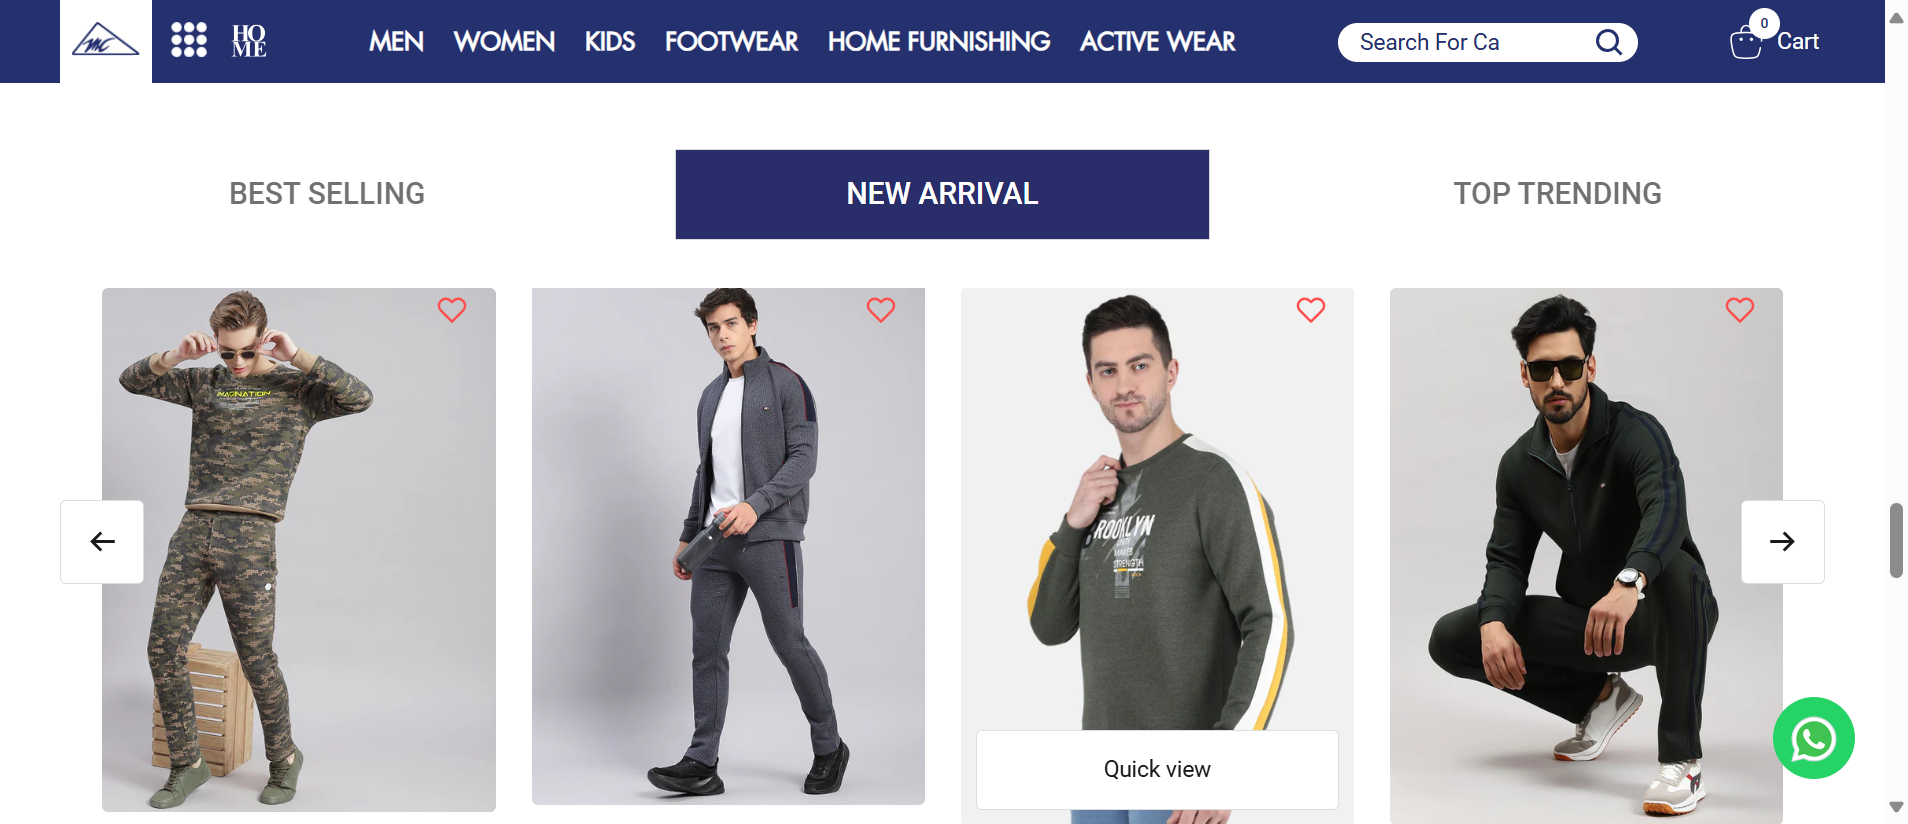 MC
HO
ME
MEN
WOMEN
KIDS
FOOTWEAR
HOME FURNISHING
ACTIVE WEAR
Search For Ca
0
Cart
BEST SELLING
NEW ARRIVAL
TOP TRENDING
IMAGINATION
ROOKLYN
MAKES
STRENGTH
Quick view